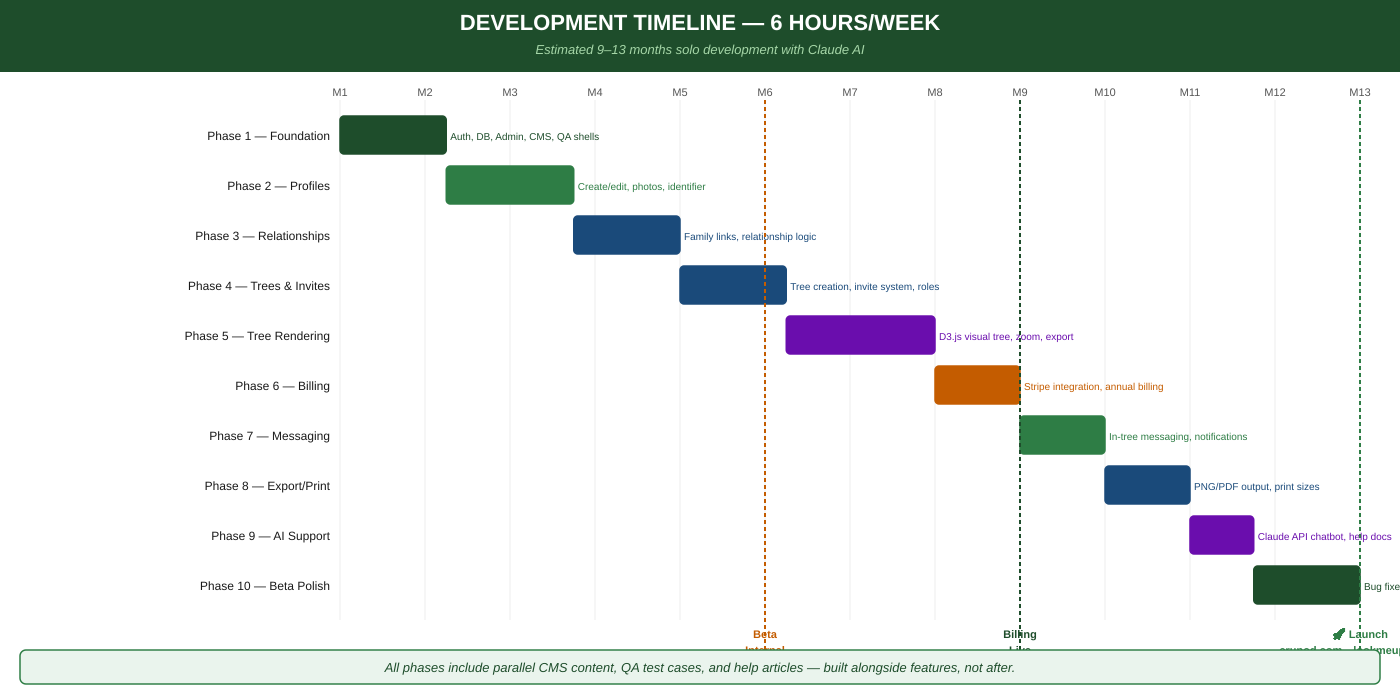 DEVELOPMENT TIMELINE — 6 HOURS/WEEK
Estimated 9–13 months solo development with Claude AI
M1 M2 M3 M4 M5 M6 M7 M8 M9 M10 M11 M12 M13
Phase 1 — Foundation Auth, DB, Admin, CMS, QA shells
Phase 2 — Profiles Create/edit, photos, identifier
Phase 3 — Relationships Family links, relationship logic
Phase 4 — Trees & Invites Tree creation, invite system, roles
Phase 5 — Tree Rendering D3.js visual tree, zoom, export
Phase 6 — Billing Stripe integration, annual billing
Phase 7 — Messaging In-tree messaging, notifications
Phase 8 — Export/Print PNG/PDF output, print sizes
Phase 9 — AI Support Claude API chatbot, help docs
Phase 10 — Beta Polish Bug fixe
Beta Billing 🚀 Launch
Internal Live
All phases include parallel CMS content, QA test cases, and help articles — built alongside features, not after.